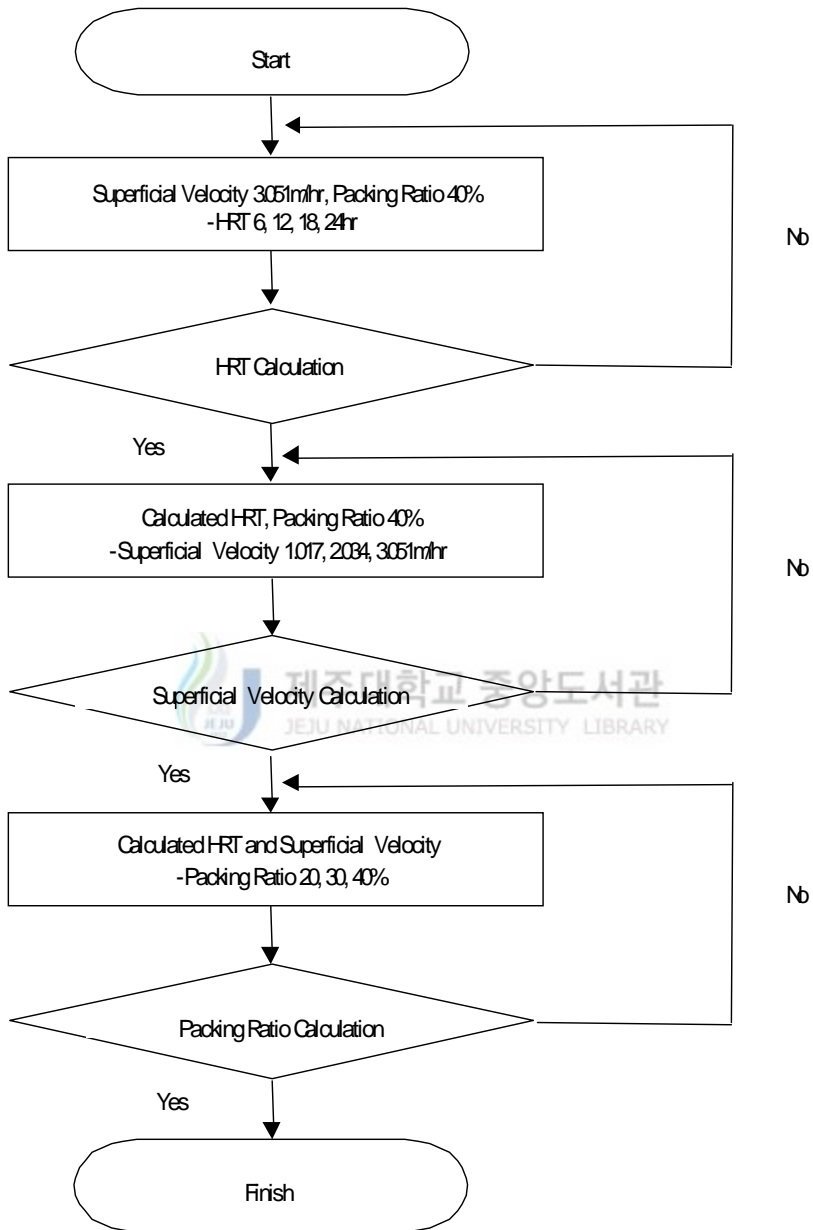 Start
Superficial Velocity 3.051m/hr, Packing Ratio 40%
- HRT 6, 12, 18, 24hr
No
HRT Calculation
Yes
Calculated HRT, Packing Ratio 40%
-Superficial Velocity 1.017, 2.034, 3.051m/hr
No
제주대학교 중앙도서관
Superficial Velocity Calculation
JEJU NATIONAL UNIVERSITY LIBRARY
Yes
Calculated HRT and Superficial Velocity
-Packing Ratio 20, 30, 40%
No
Packing Ratio Calculation
Yes
Finish